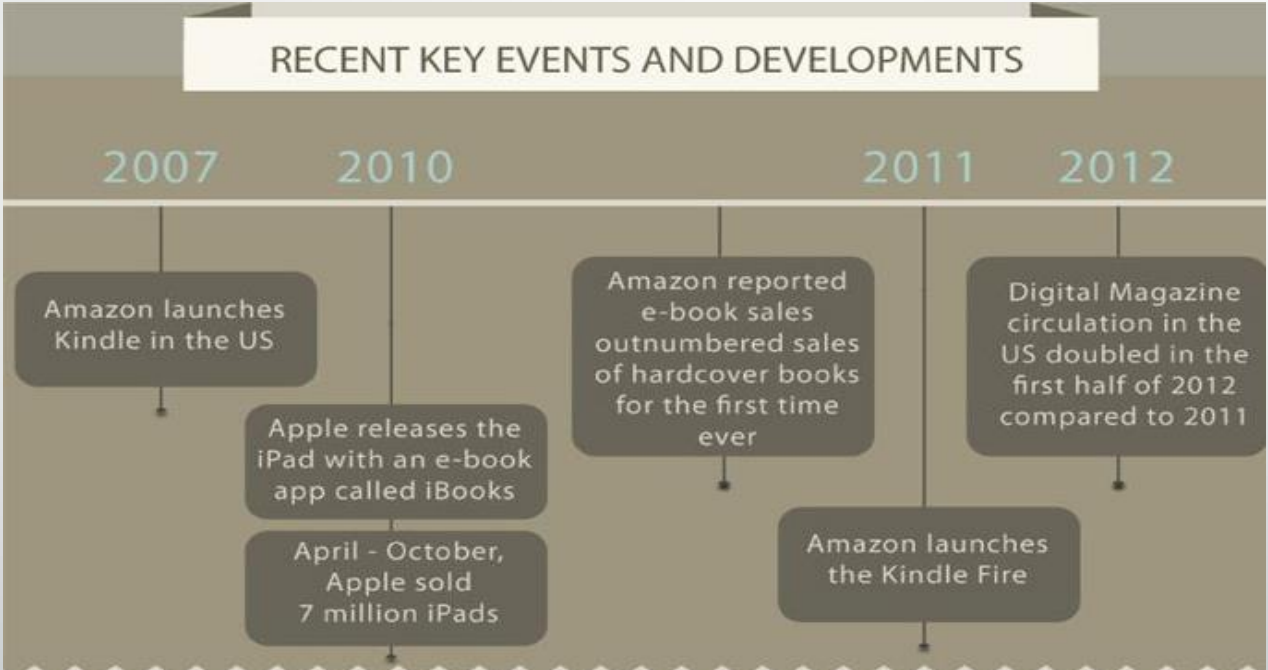 RECENT KEY EVENTS AND DEVELOPMENTS
2007
2010
2011
2012
Amazon launches
Kindle in the US
Apple releases the
iPad with an e-book
app called iBooks
April - October,
Apple sold
7 million iPads
Amazon reported
e-book sales
outnumbered sales
of hardcover books
for the first time
ever
Amazon launches
the Kindle Fire
Digital Magazine
circulation in the
US doubled in the
first half of 2012
compared to 2011